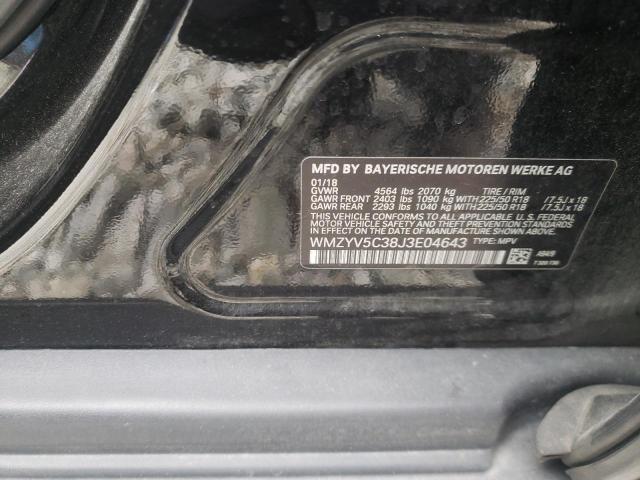 MFD BY BAYERISCHE MOTOREN WERKE AG
01/18
GVWR 4564 lbs 2070 kg TIRE / RIM
GAWR FRONT 2403 lbs 1090 kg WITH 225/50 R18 /7.5J x 18
GAWR REAR 2293 lbs 1040 kg WITH 225/50 R18 /7.5J x 18
THIS VEHICLE CONFORMS TO ALL APPLICABLE
U.S. FEDERAL MOTOR VEHICLE SAFETY, BUMPER,
AND THEFT PREVENTION STANDARDS
IN EFFECT ON THE DATE OF MANUFACTURE SHOWN ABOVE.
WMZYV5C38J3E04643 TYPE: MPV